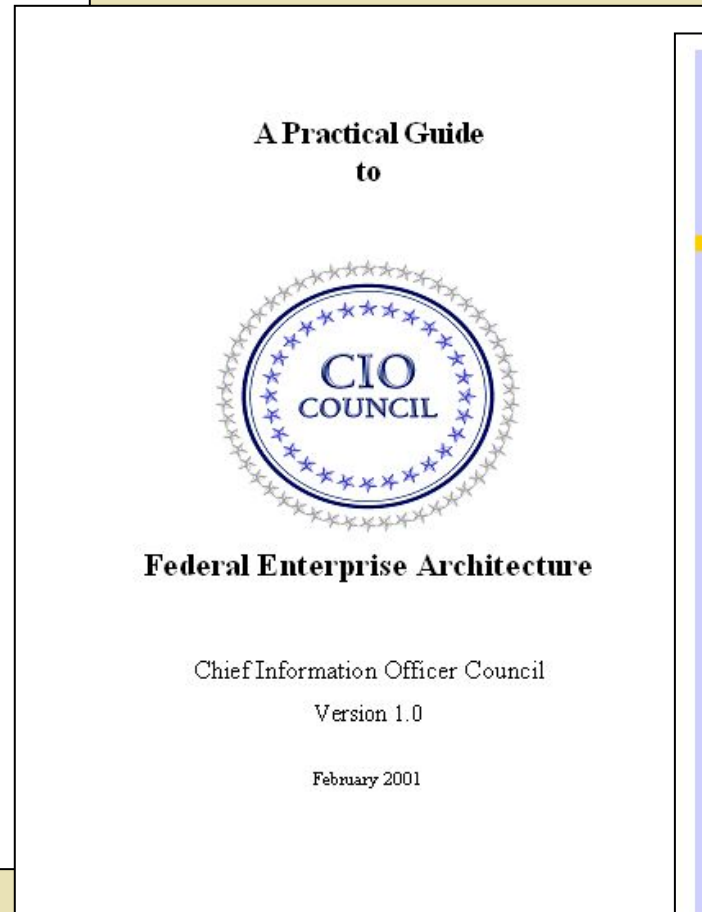 A Practical Guide
to
CIO
COUNCIL
Federal Enterprise Architecture
Chief Information Officer Council
Version 1.0
February 2001